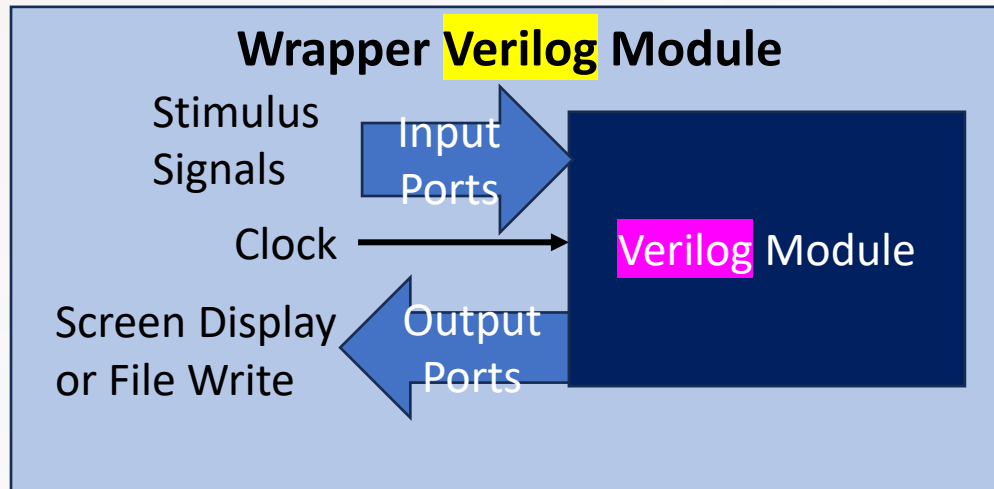 Wrapper Verilog Module
Stimulus
Signals
Input
Ports
Clock
Verilog Module
Screen Display
or File Write
Output
Ports